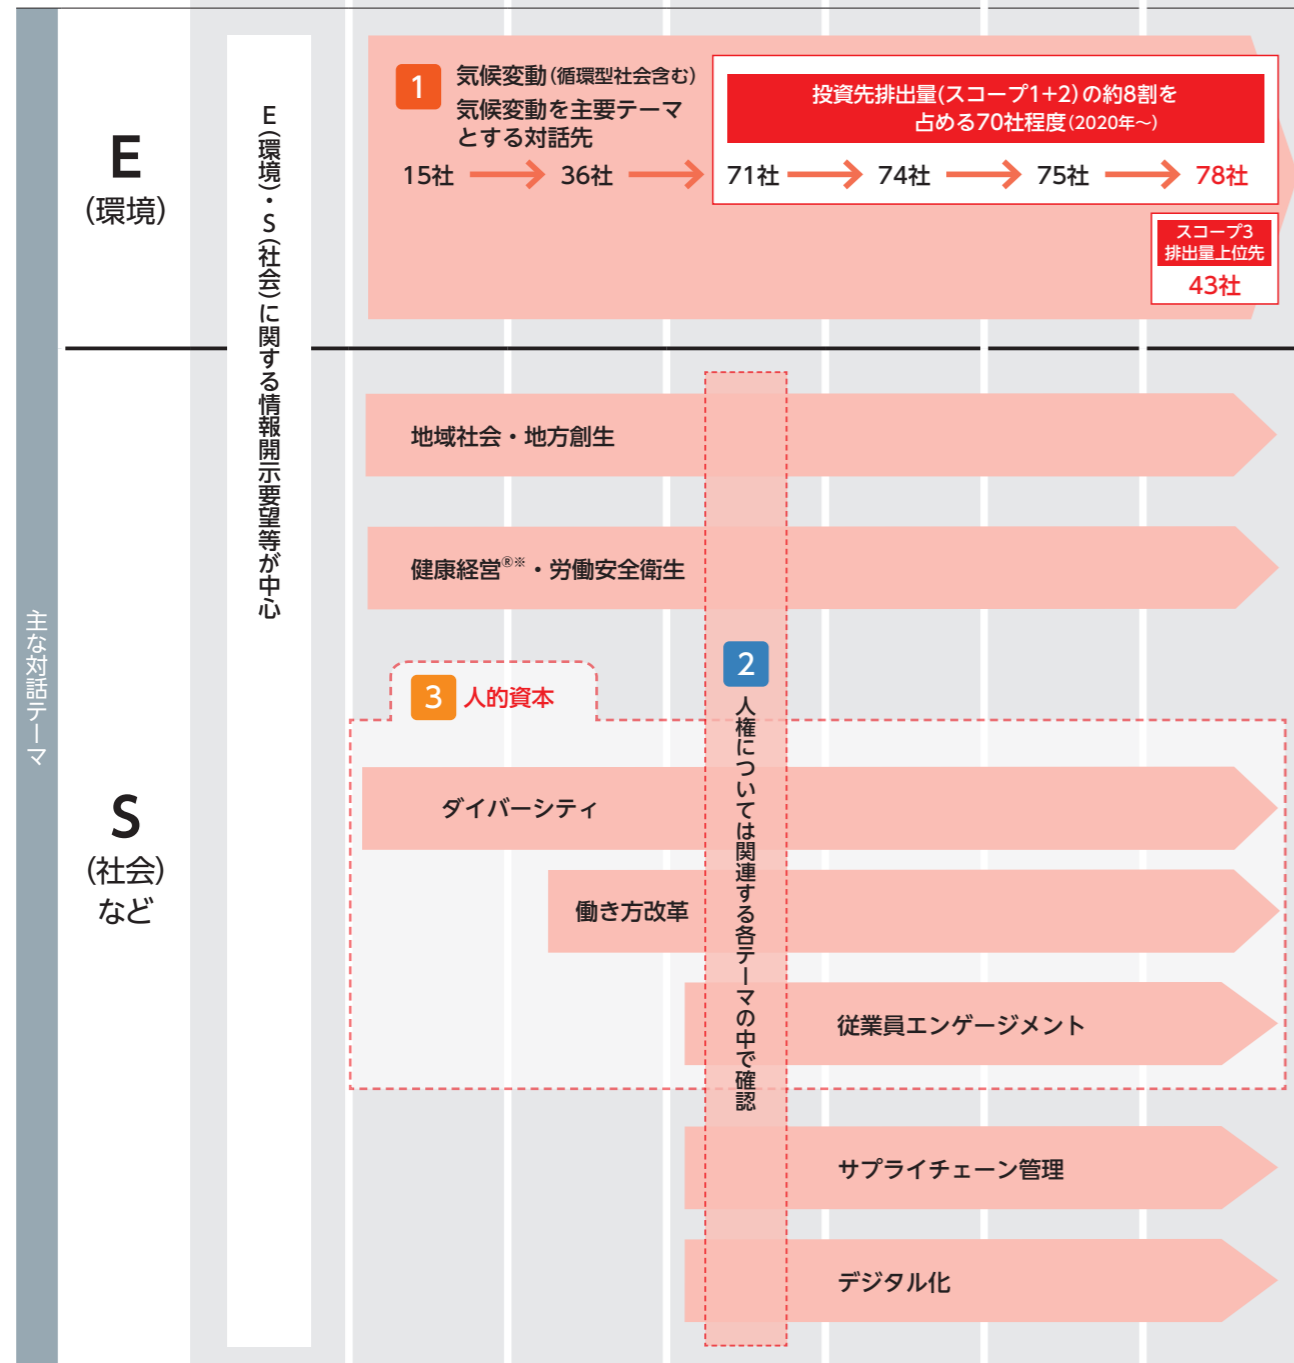 主な対話テーマ
E
(環境)
E(環境)・S(社会)に関する情報開示要望等が中心
1
気候変動(循環型社会含む)
気候変動を主要テーマ
とする対話先
投資先排出量(スコープ1+2)の約8割を
占める70社程度(2020年～)
15社
36社
71社
74社
75社
78社
スコープ3
排出量上位先
43社
S
(社会)
など
地域社会・地方創生
健康経営®※・労働安全衛生
2
人権については関連する各テーマの中で確認
3 人的資本
ダイバーシティ
働き方改革
従業員エンゲージメント
サプライチェーン管理
デジタル化